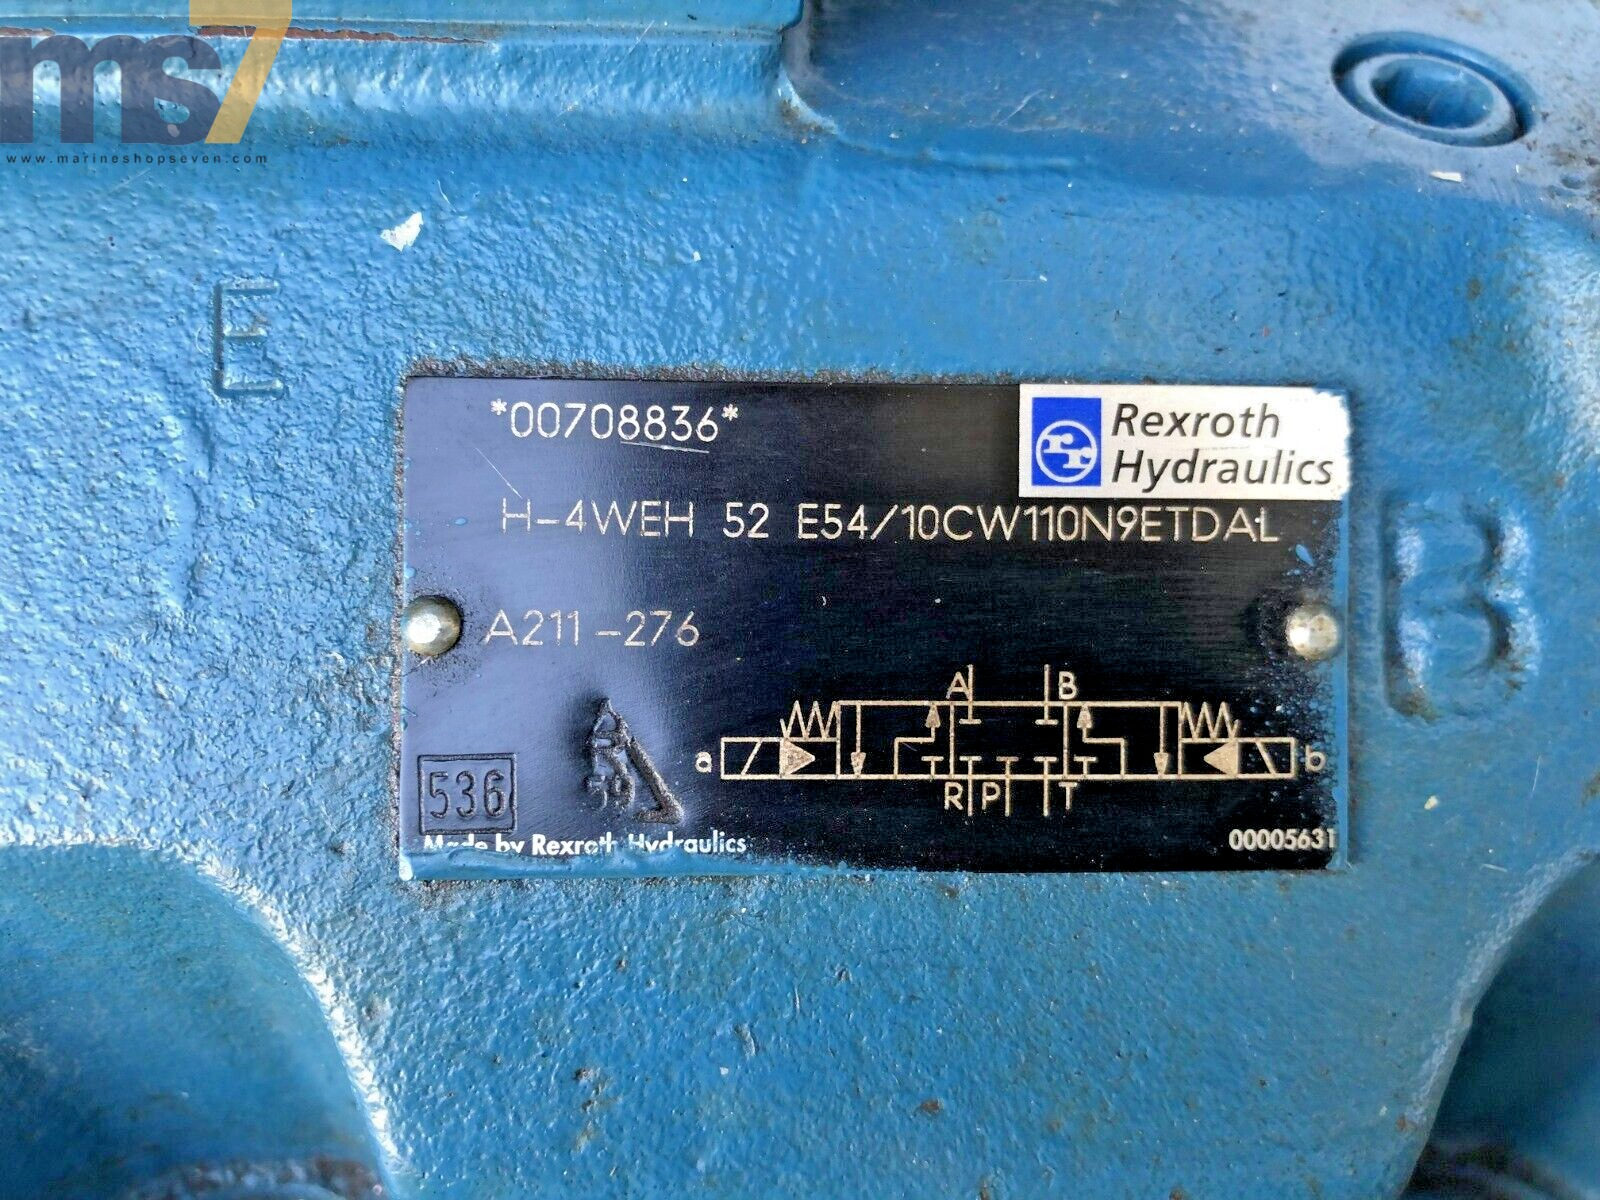 ms7
www.marineshopseven.com
E
*00708836*
Rexroth
Hydraulics
H-4WEH 52 E54/10CW110N9ETDAL
B
A211-276
A B
a b
R P T
536
59
Made by Rexroth Hydraulics
00005631